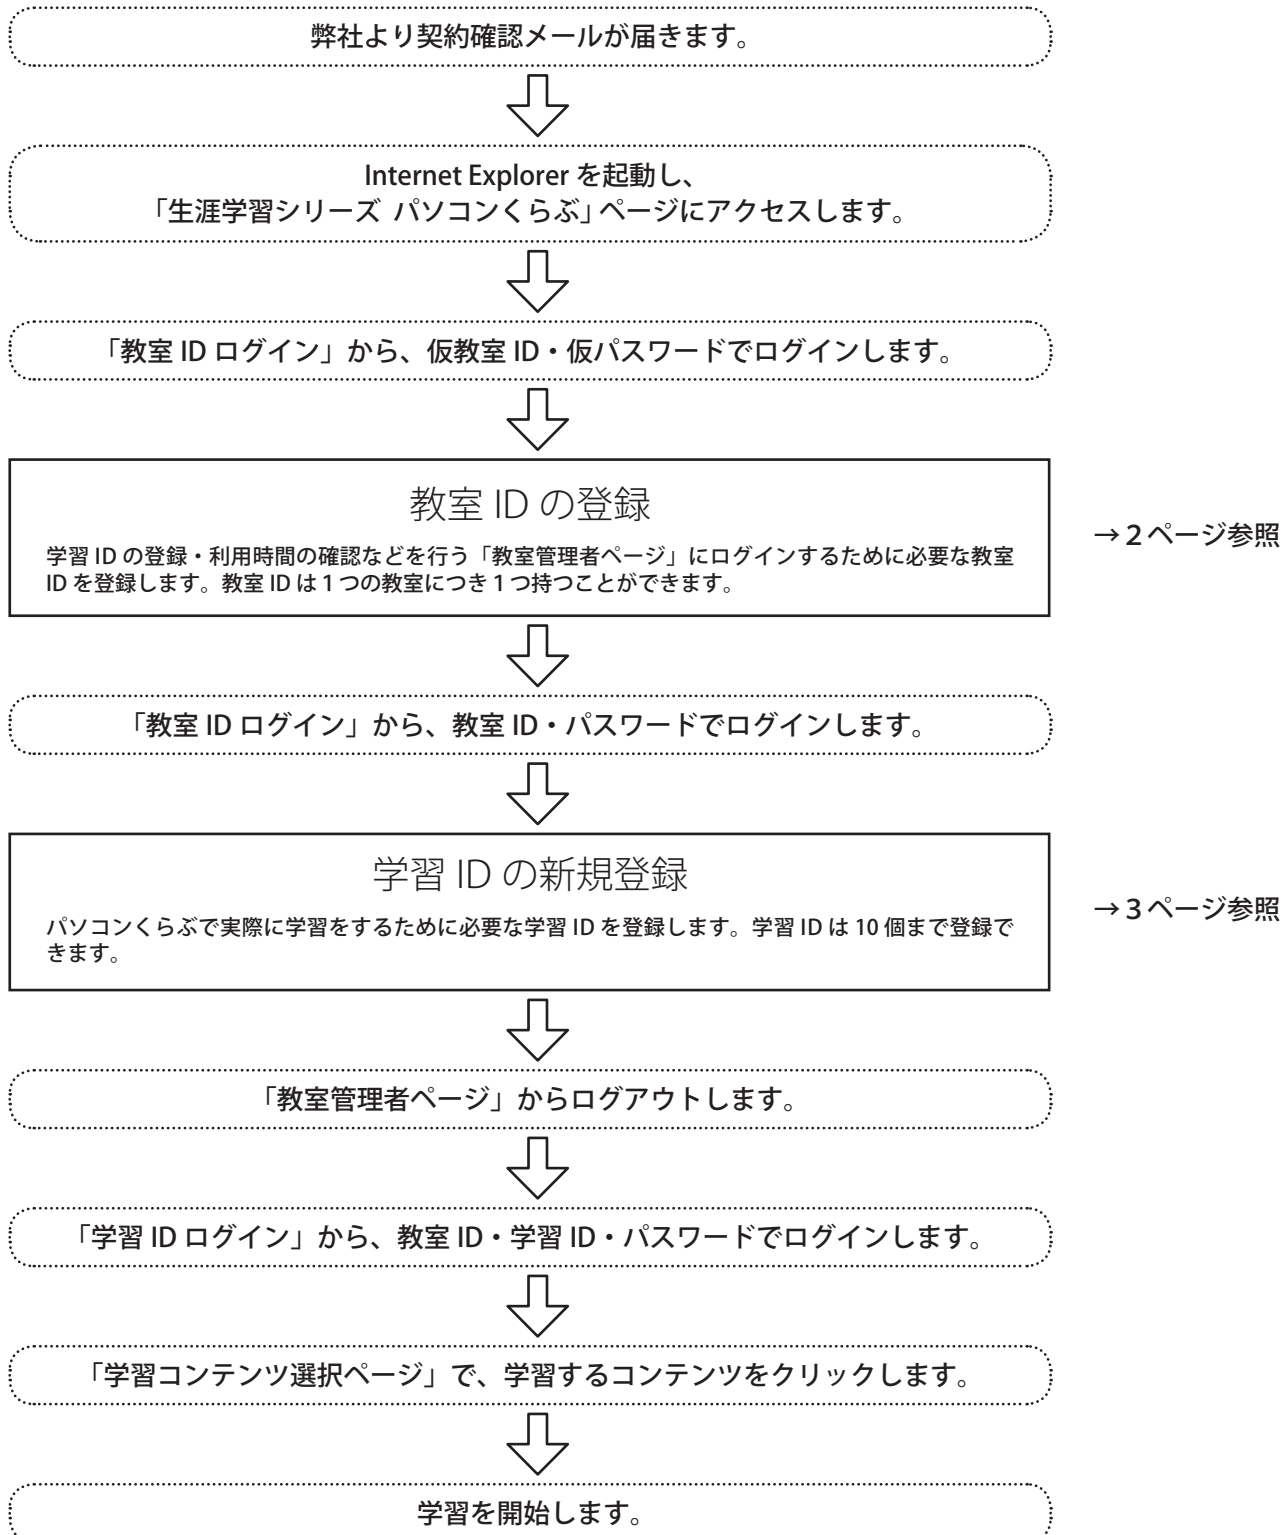 弊社より契約確認メールが届きます。
Internet Explorer を起動し、
「生涯学習シリーズ パソコンくらぶ」ページにアクセスします。
「教室 ID ログイン」から、仮教室 ID・仮パスワードでログインします。
教室 ID の登録
学習 ID の登録・利用時間の確認などを行う「教室管理者ページ」にログインするために必要な教室
ID を登録します。教室 ID は 1 つの教室につき 1 つ持つことができます。
→ 2 ページ参照
「教室 ID ログイン」から、教室 ID・パスワードでログインします。
学習 ID の新規登録
パソコンくらぶで実際に学習をするために必要な学習 ID を登録します。学習 ID は 10 個まで登録で
きます。
→ 3 ページ参照
「教室管理者ページ」からログアウトします。
「学習 ID ログイン」から、教室 ID・学習 ID・パスワードでログインします。
「学習コンテンツ選択ページ」で、学習するコンテンツをクリックします。
学習を開始します。